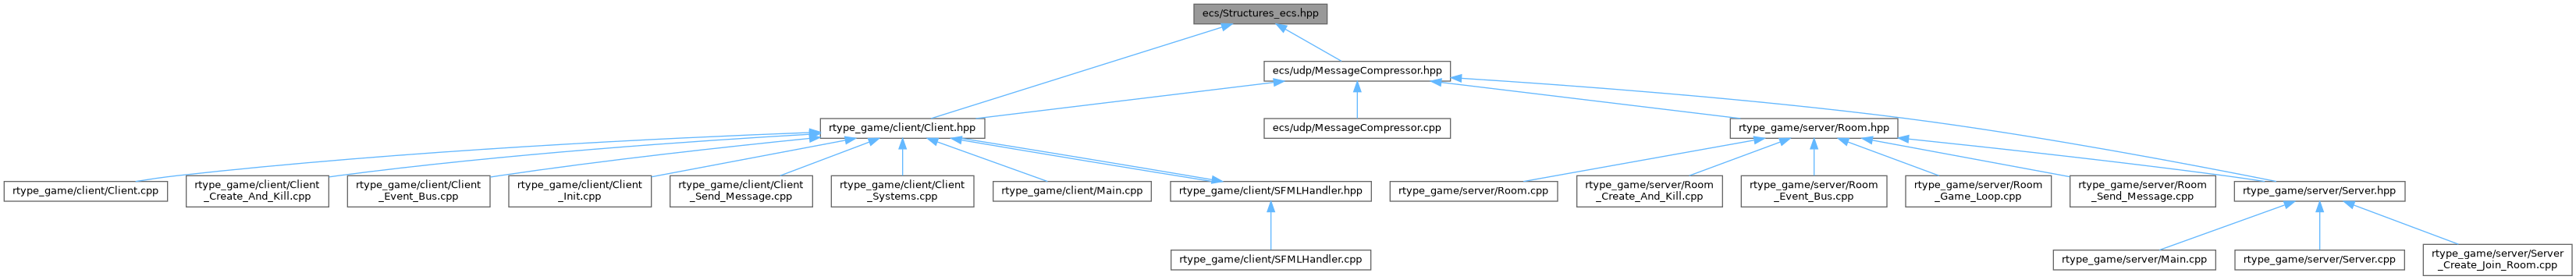 ecs/Structures_ecs.hpp
ecs/udp/MessageCompressor.hpp
rtype_game/client/Client.hpp
ecs/udp/MessageCompressor.cpp
rtype_game/server/Room.hpp
rtype_game/client/Client.cpp
rtype_game/client/Client
_Create_And_Kill.cpp
rtype_game/client/Client
_Event_Bus.cpp
rtype_game/client/Client
_Init.cpp
rtype_game/client/Client
_Send_Message.cpp
rtype_game/client/Client
_Systems.cpp
rtype_game/client/Main.cpp
rtype_game/client/SFMLHandler.hpp
rtype_game/server/Room.cpp
rtype_game/server/Room
_Create_And_Kill.cpp
rtype_game/server/Room
_Event_Bus.cpp
rtype_game/server/Room
_Game_Loop.cpp
rtype_game/server/Room
_Send_Message.cpp
rtype_game/server/Server.hpp
rtype_game/client/SFMLHandler.cpp
rtype_game/server/Main.cpp
rtype_game/server/Server.cpp
rtype_game/server/Server
_Create_Join_Room.cpp